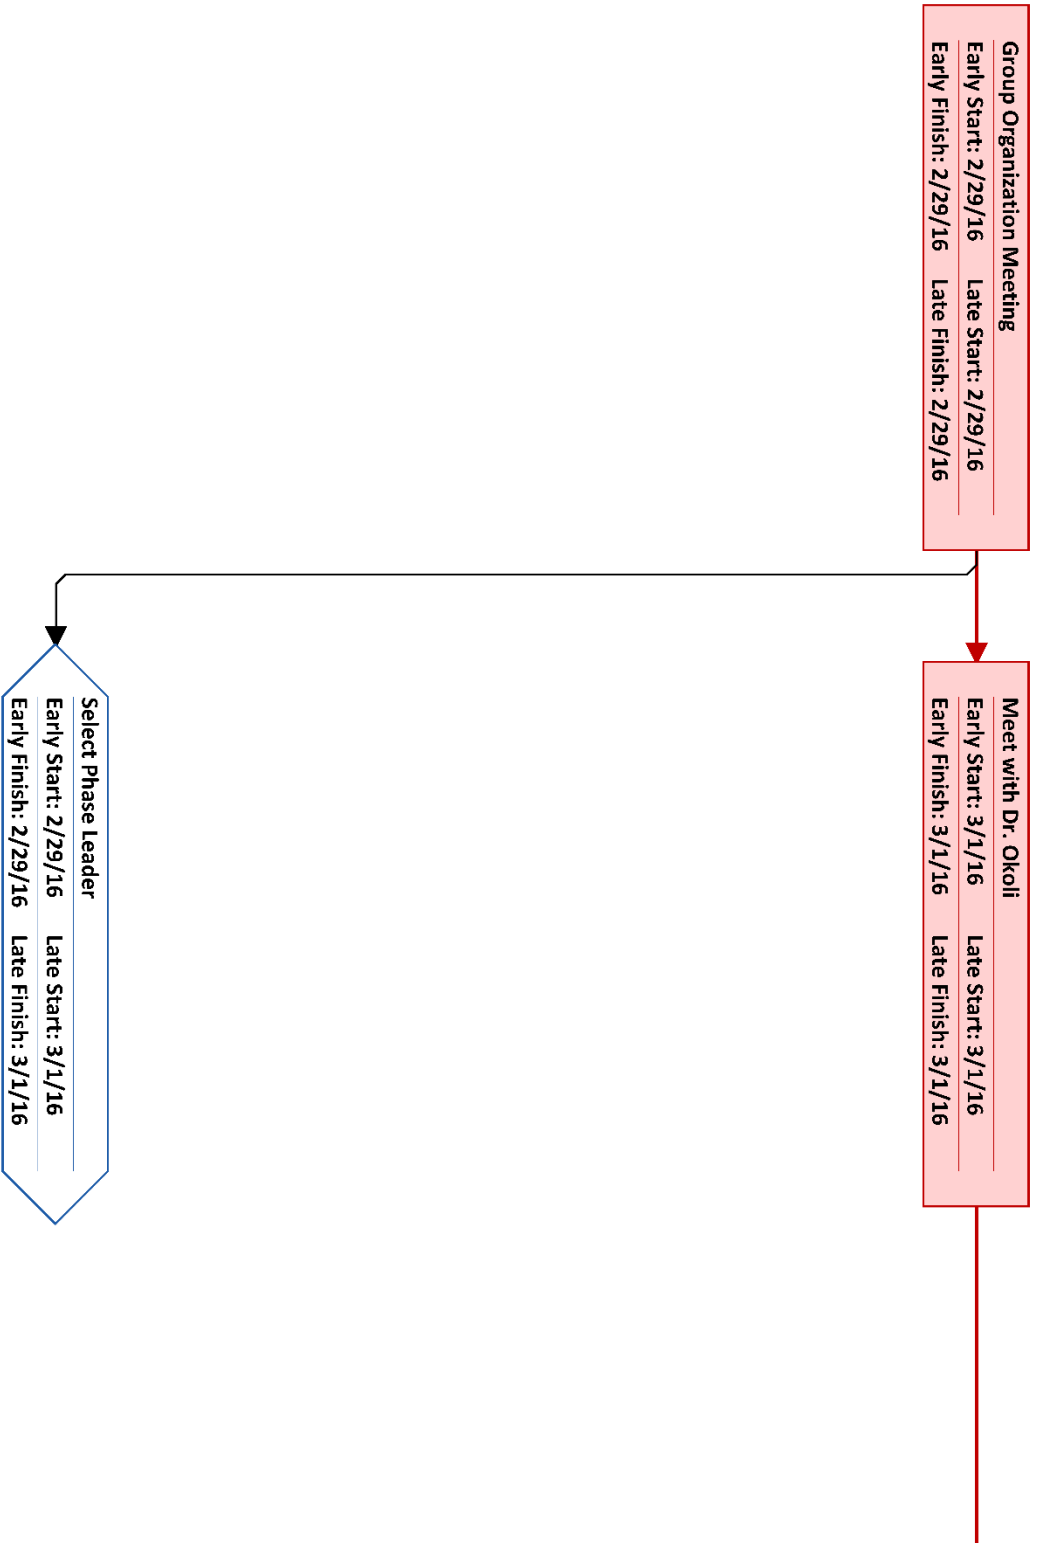 Group Organization Meeting
Early Start: 2/29/16 Late Start: 2/29/16
Early Finish: 2/29/16 Late Finish: 2/29/16
Meet with Dr. Okoli
Early Start: 3/1/16 Late Start: 3/1/16
Early Finish: 3/1/16 Late Finish: 3/1/16
Select Phase Leader
Early Start: 2/29/16 Late Start: 3/1/16
Early Finish: 2/29/16 Late Finish: 3/1/16